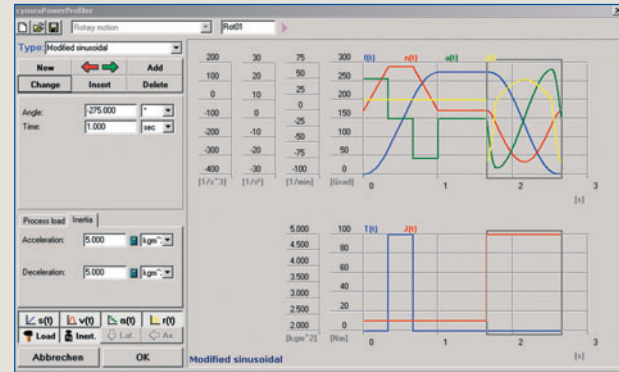 cymexPowerProfiler
Rotary motion
Rot01
Type: Modified sinusoidal
New
Add
Change
Insert
Delete
Angle: -275.000 °
Time: 1.000 sec
Process load Inertia
Acceleration: 5.000 kgm^
Deceleration: 5.000 kgm^
s(t) v(t) a(t) r(t)
Load Inert. Lat. Ax.
Abbrechen OK
200 30 75 300 f(t) n(t) a(t)
100 20 50 250
0 10 25 200
-100 0 0 150
-200 -10 -25 100
-300 -20 -50 50
-75
-400 -30 -100 0
[1/s^3] [1/s²] [1/min] [Grad] 0 1 2 3
[s]
5.000 100 T(t) J(t)
4.500 80
4.000
60
3.500
40
3.000
20
2.500
2.000 0
[kgm^2] [Nm] 0 1 2 3
[s]
Modified sinusoidal